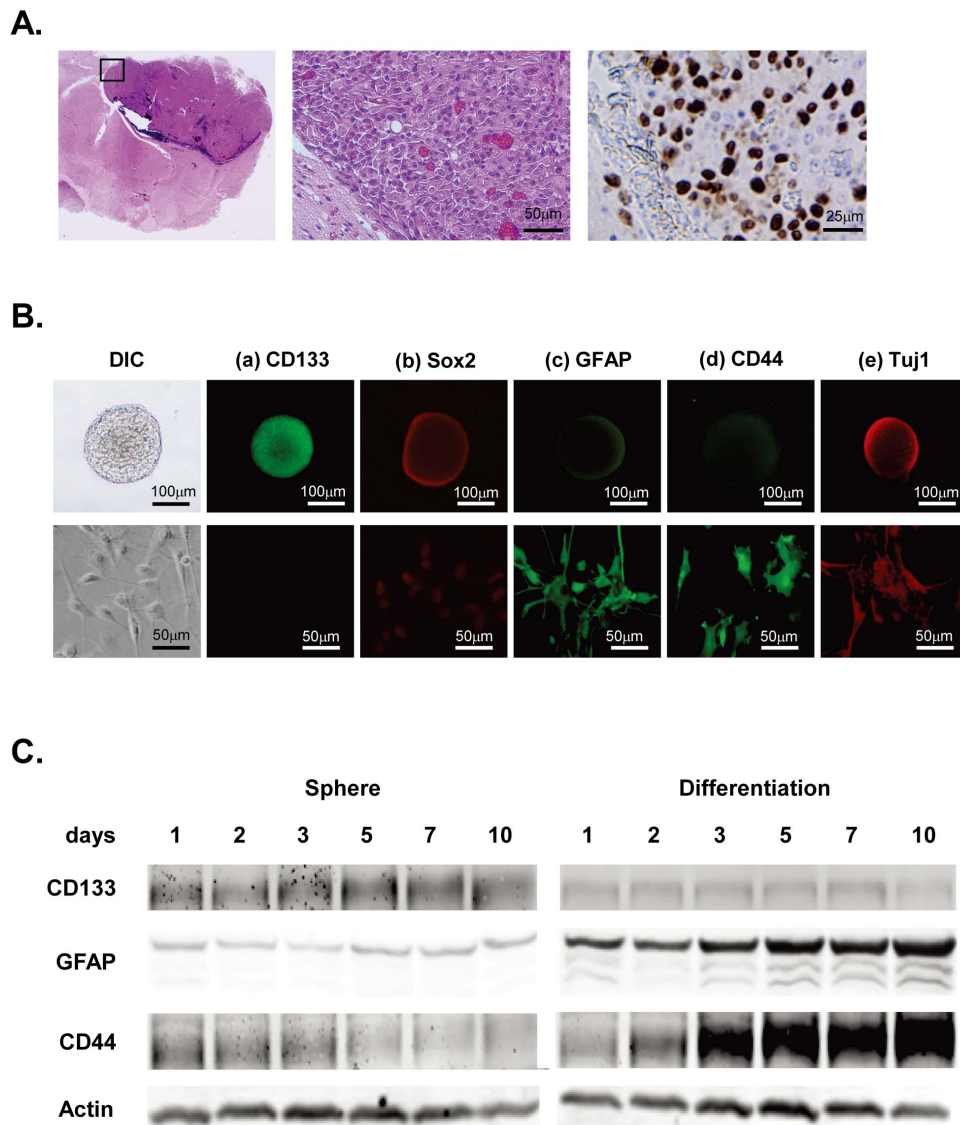 A.
50μm
25μm
B.
DIC (a) CD133 (b) Sox2 (c) GFAP (d) CD44 (e) Tuj1
100μm 100μm 100μm 100μm 100μm 100μm
50μm 50μm 50μm 50μm 50μm 50μm
C.
Sphere Differentiation
days 1 2 3 5 7 10 1 2 3 5 7 10
CD133
GFAP
CD44
Actin